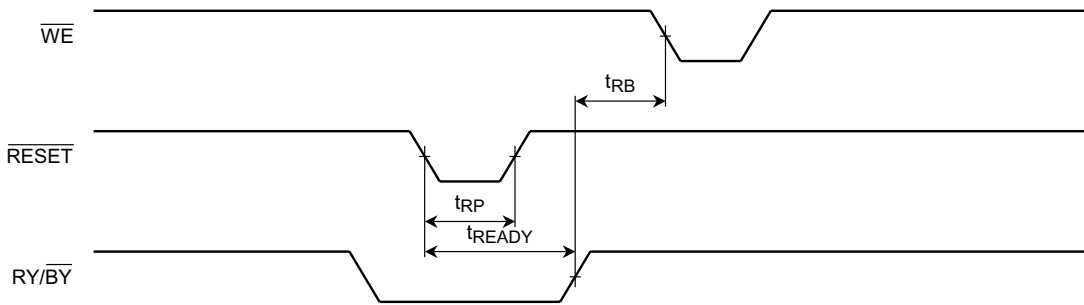 WE
tRB
RESET
tRP
tREADY
RY/BY